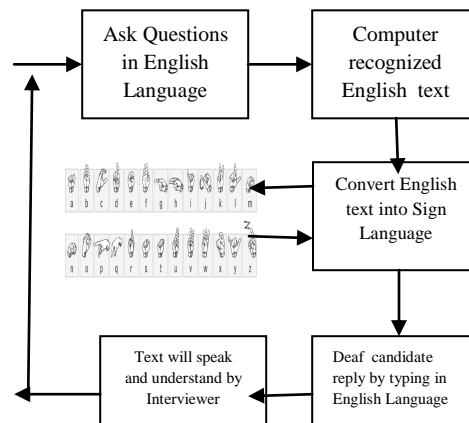 Ask Questions
in English
Language
Computer
recognized
English text
a b c d e f g h i j k l m
Convert English
text into Sign
Language
z
n o p q r s t u v w x y z
Text will speak
and understand by
Interviewer
Deaf candidate
reply by typing in
English Language